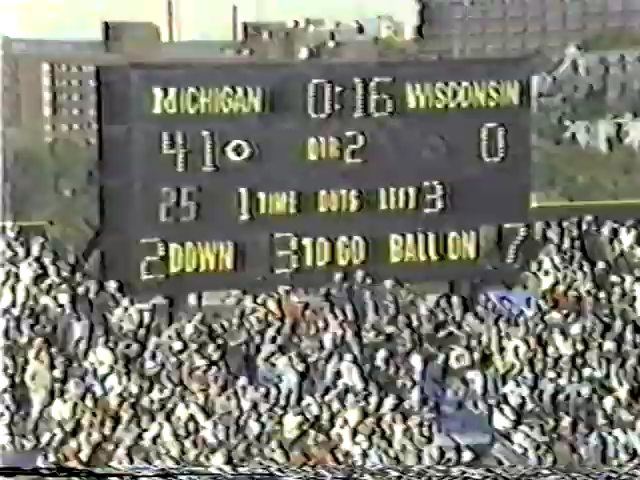 MICHIGAN 0:16 WISCONSIN
41 QTR 2 0
25 1 TIME OUTS LEFT 3
2 DOWN 3 TO GO BALL ON 7